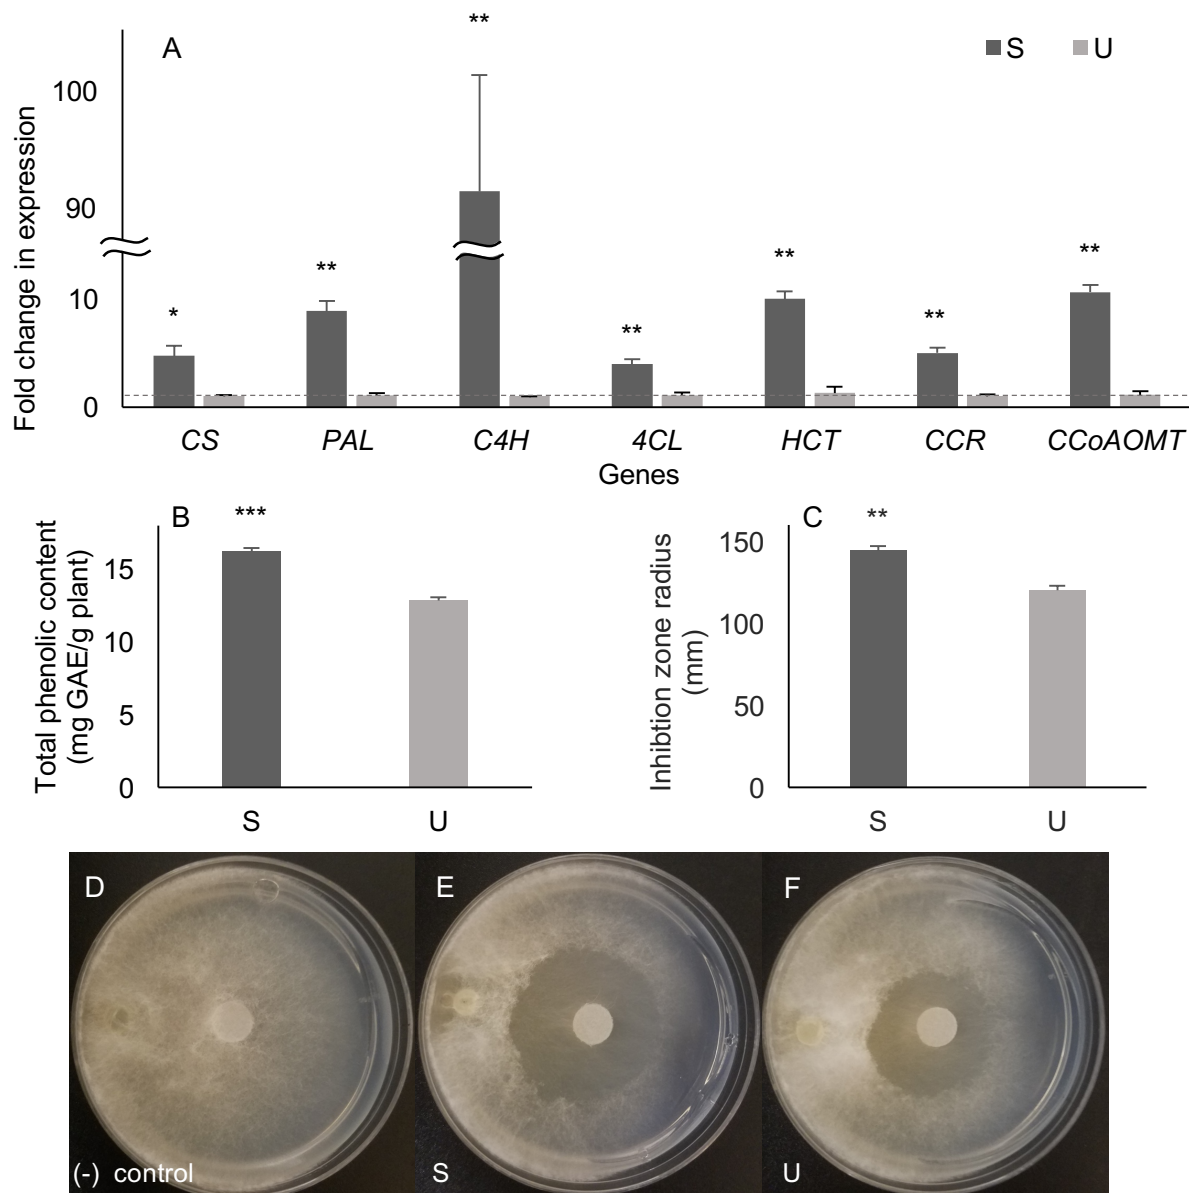 A
S U
**
100
90
**
**
**
10
*
**
**
0
Fold change in expression
CS PAL C4H 4CL HCT CCR CCoAOMT
Genes
B
***
15
10
5
0
Total phenolic content
(mg GAE/g plant)
S U
C
**
150
100
50
0
Inhibtion zone radius
(mm)
S U
D E F
(-) control S U